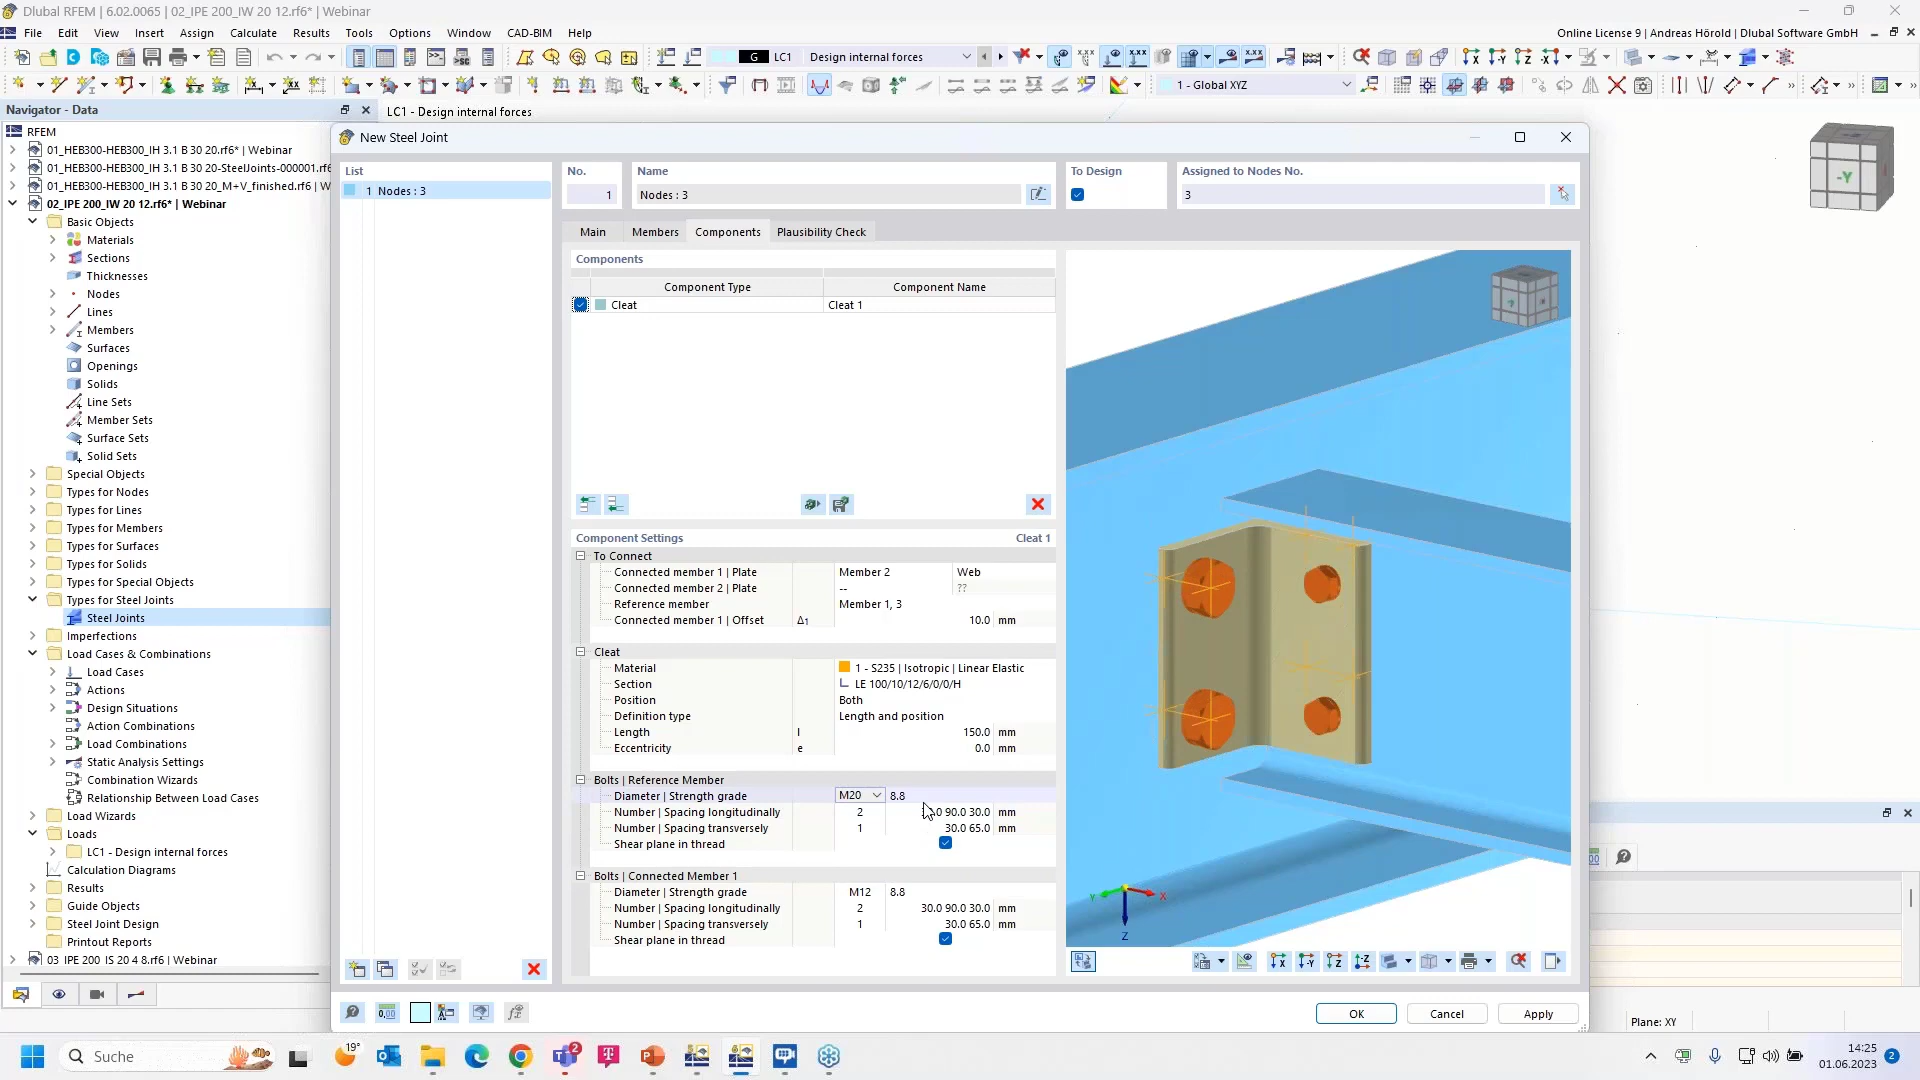 Dlubal RFEM | 6.02.0065 | 02_IPE 200_IW 20 12.rf6* | Webinar
File Edit View Insert Assign Calculate Results Tools Options Window CAD-BIM Help
Online License 9 | Andreas Hörold | Dlubal Software GmbH
G LC1 Design internal forces
1 - Global XYZ
Navigator - Data
LC1 - Design internal forces
RFEM
01_HEB300-HEB300_IH 3.1 B 30 20.rf6* | Webinar
01_HEB300-HEB300_IH 3.1 B 30 20-SteelJoints-000001.rf6
01_HEB300-HEB300_IH 3.1 B 30 20_M+V_finished.rf6 | W
02_IPE 200_IW 20 12.rf6* | Webinar
Basic Objects
Materials
Sections
Thicknesses
Nodes
Lines
Members
Surfaces
Openings
Solids
Line Sets
Member Sets
Surface Sets
Solid Sets
Special Objects
Types for Nodes
Types for Lines
Types for Members
Types for Surfaces
Types for Solids
Types for Special Objects
Types for Steel Joints
Steel Joints
Imperfections
Load Cases & Combinations
Load Cases
Actions
Design Situations
Action Combinations
Load Combinations
Static Analysis Settings
Combination Wizards
Relationship Between Load Cases
Load Wizards
Loads
LC1 - Design internal forces
Calculation Diagrams
Results
Guide Objects
Steel Joint Design
Printout Reports
03_IPE 200_IS 20 4 8.rf6 | Webinar
New Steel Joint
List
1 Nodes : 3
No.
1
Name
Nodes : 3
To Design
Assigned to Nodes No.
3
Main Members Components Plausibility Check
Components
Component Type Component Name
Cleat Cleat 1
Component Settings Cleat 1
To Connect
Connected member 1 | Plate Member 2 Web
Connected member 2 | Plate -- ??
Reference member Member 1, 3
Connected member 1 | Offset Δ1 10.0 mm
Cleat
Material 1 - S235 | Isotropic | Linear Elastic
Section LE 100/10/12/6/0/0/H
Position Both
Definition type Length and position
Length l 150.0 mm
Eccentricity e 0.0 mm
Bolts | Reference Member
Diameter | Strength grade M20 8.8
Number | Spacing longitudinally 2 .0 90.0 30.0 mm
Number | Spacing transversely 1 30.0 65.0 mm
Shear plane in thread
Bolts | Connected Member 1
Diameter | Strength grade M12 8.8
Number | Spacing longitudinally 2 30.0 90.0 30.0 mm
Number | Spacing transversely 1 30.0 65.0 mm
Shear plane in thread
-Y
Y X
Z
OK Cancel Apply
Plane: XY
Suche
19°
2
14:25
01.06.2023
2